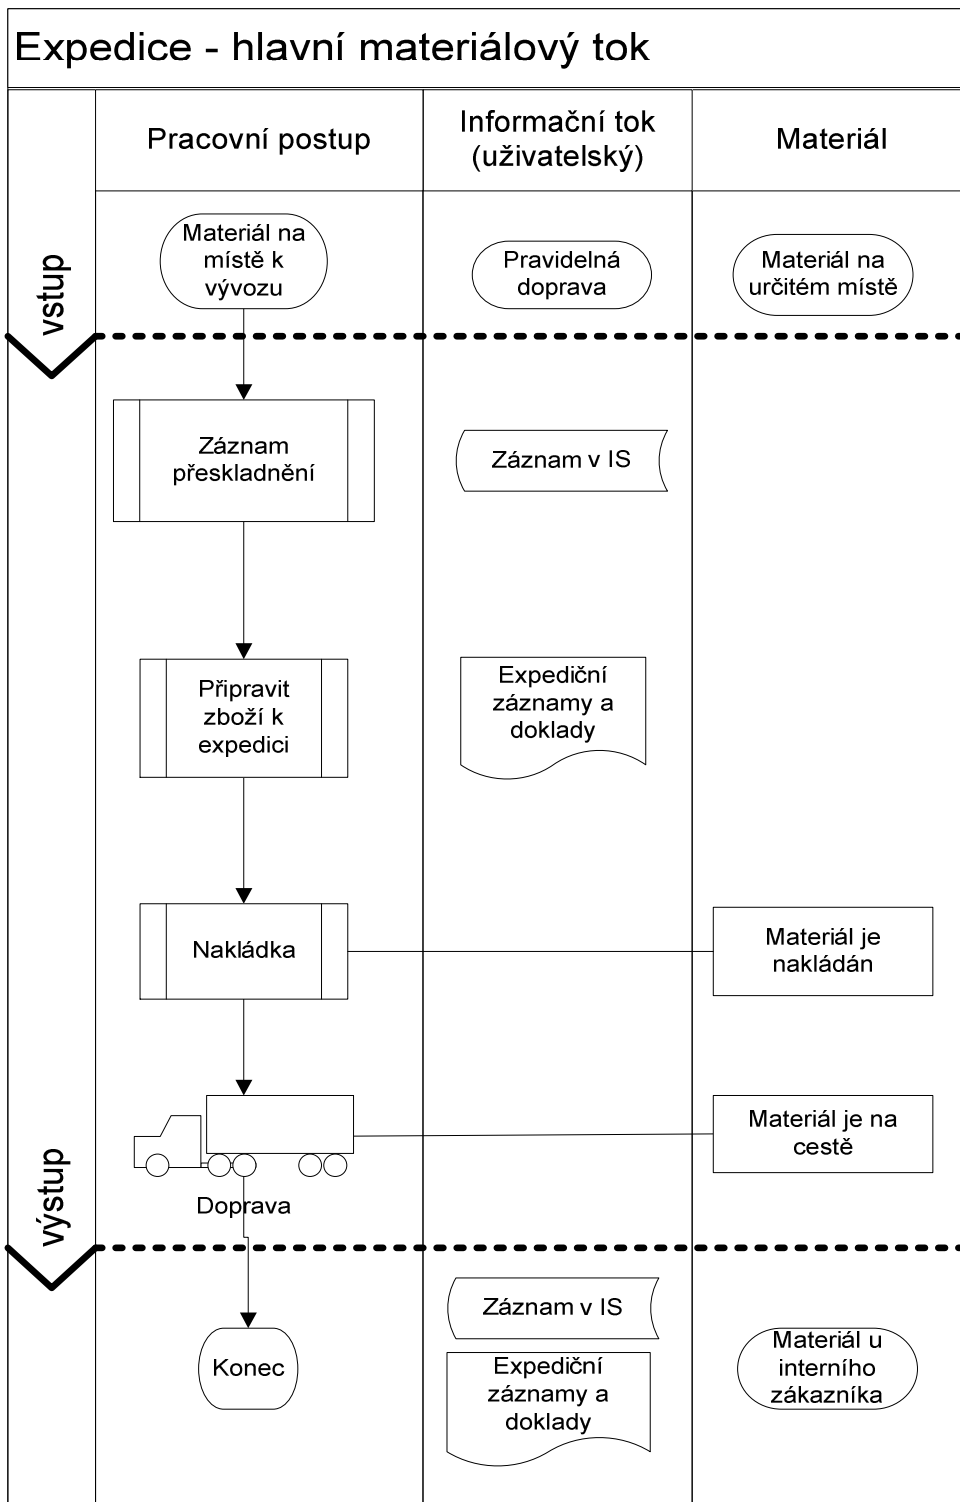 Expedice - hlavní materiálový tok
Pracovní postup
Informační tok
(uživatelský)
Materiál
vstup
Materiál na
místě k
vývozu
Pravidelná
doprava
Materiál na
určitém místě
Záznam
přeskladnění
Záznam v IS
Připravit
zboží k
expedici
Expediční
záznamy a
doklady
Nakládka
Materiál je
nakládán
výstup
Doprava
Materiál je na
cestě
Konec
Záznam v IS
Expediční
záznamy a
doklady
Materiál u
interního
zákazníka